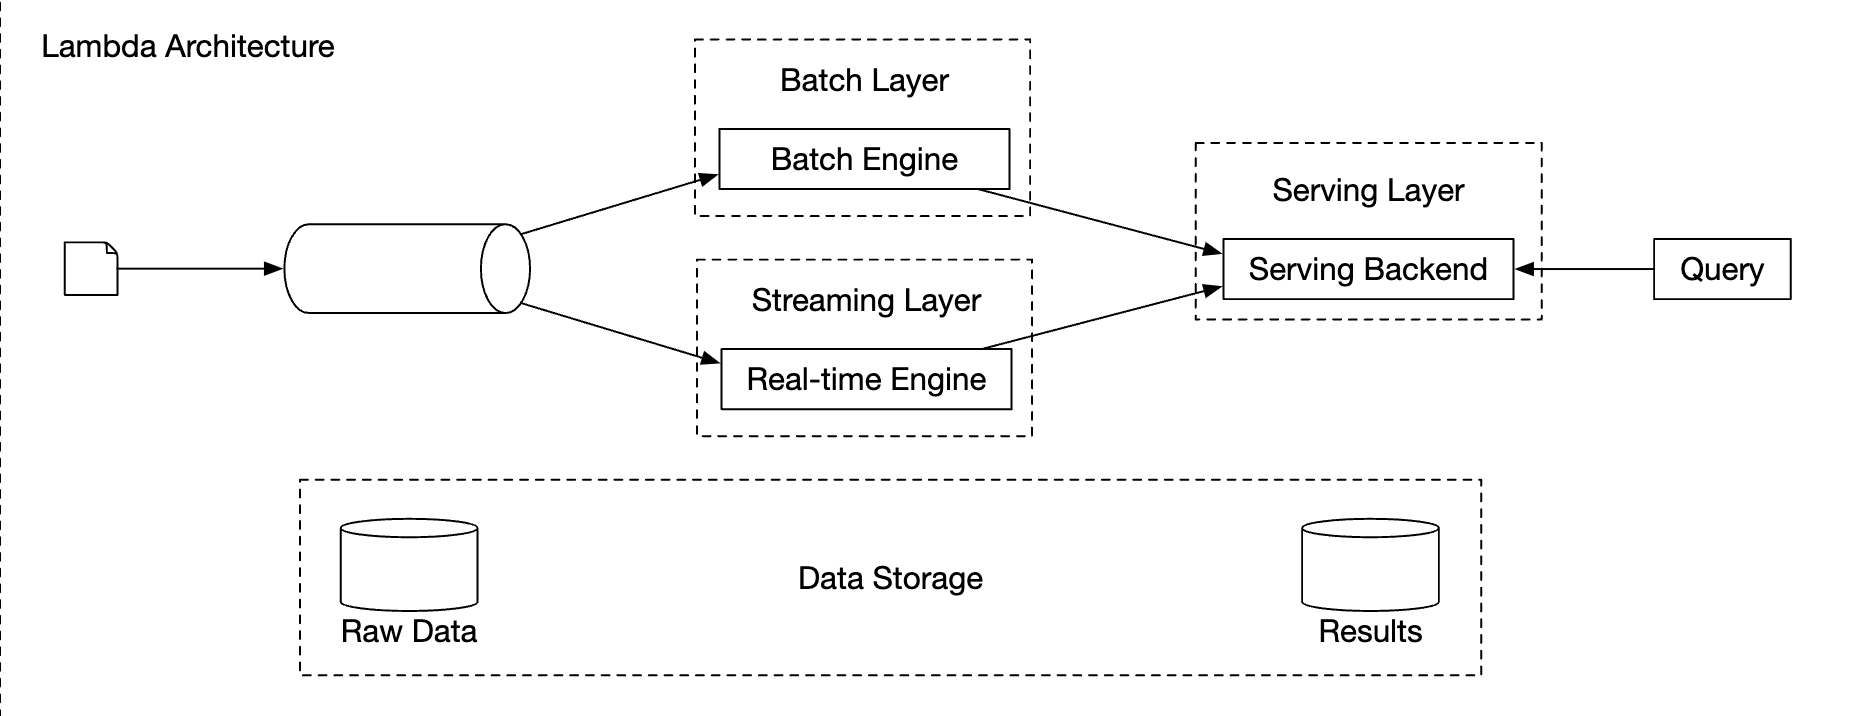 Lambda Architecture
Batch Layer
Batch Engine
Streaming Layer
Real-time Engine
Serving Layer
Serving Backend
Query
Data Storage
Raw Data
Results